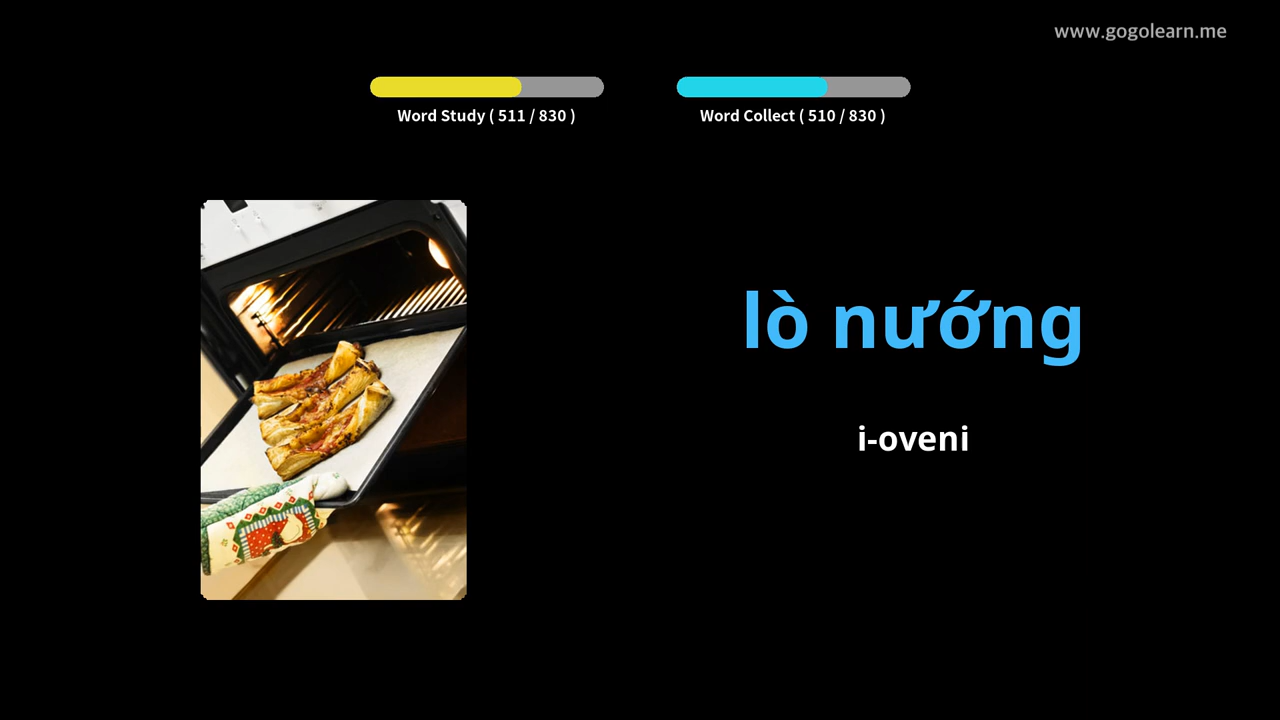 www.gogolearn.me
Word Study ( 511 / 830 )
Word Collect ( 510 / 830 )
lò nướng
i-oveni